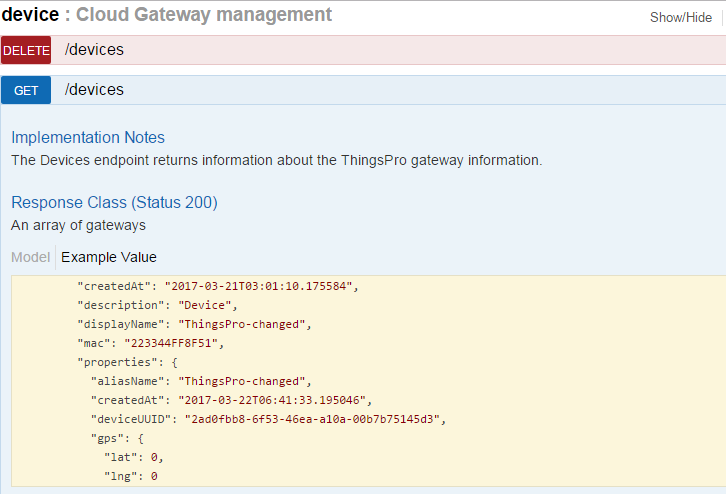 device : Cloud Gateway management
Show/Hide
DELETE /devices
GET /devices
Implementation Notes
The Devices endpoint returns information about the ThingsPro gateway information.
Response Class (Status 200)
An array of gateways
Model Example Value
"createdAt": "2017-03-21T03:01:10.175584",
"description": "Device",
"displayName": "ThingsPro-changed",
"mac": "223344FF8F51",
"properties": {
"aliasName": "ThingsPro-changed",
"createdAt": "2017-03-22T06:41:33.195046",
"deviceUUID": "2ad0fbb8-6f53-46ea-a10a-00b7b75145d3",
"gps": {
"lat": 0,
"lng": 0